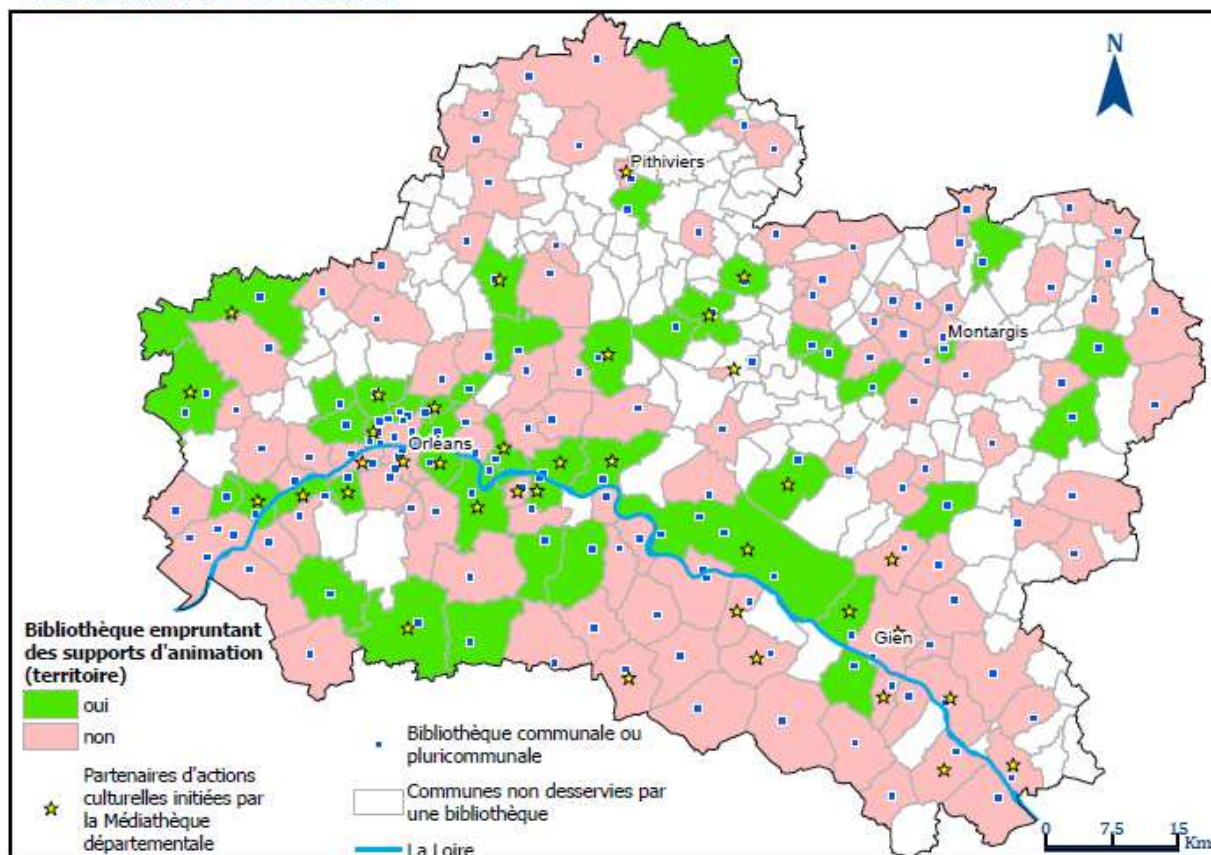 N
Pithiviers
Montargis
Orléans
Gien
Bibliothèque empruntant
des supports d'animation
(territoire)
oui
non
Partenaires d'actions
culturelles initiées par
la Médiathèque
départementale
Bibliothèque communale ou
pluricommunale
Communes non desservies par
une bibliothèque
La Loire
0 7,5 15
Km